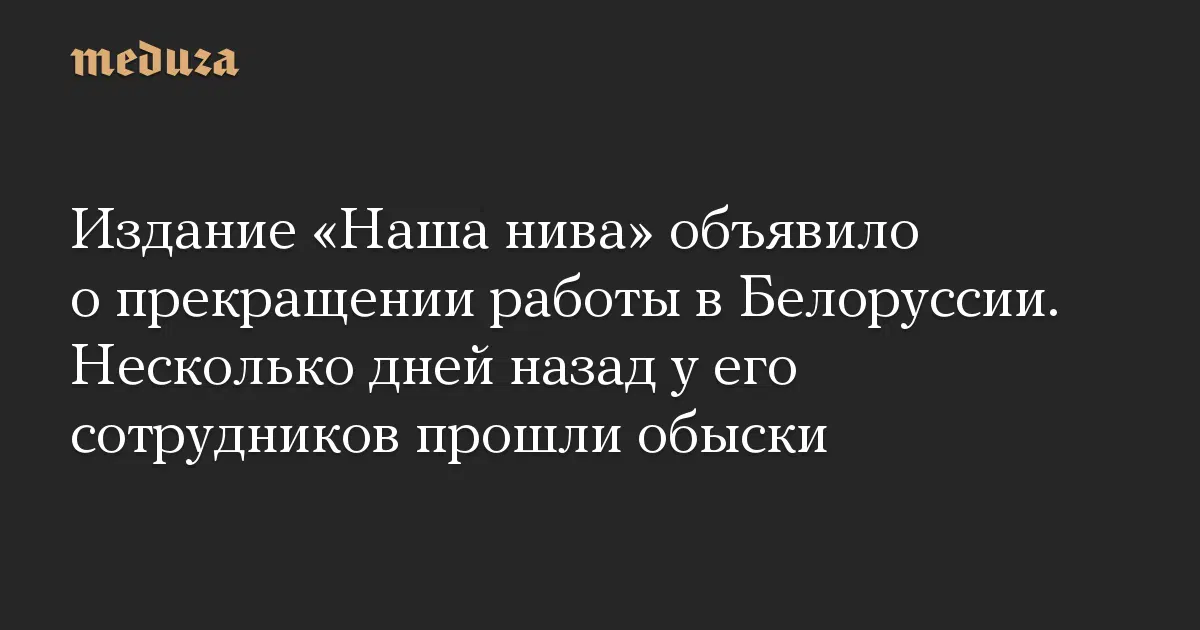 meduza
Издание «Наша нива» объявило
о прекращении работы в Белоруссии.
Несколько дней назад у его
сотрудников прошли обыски